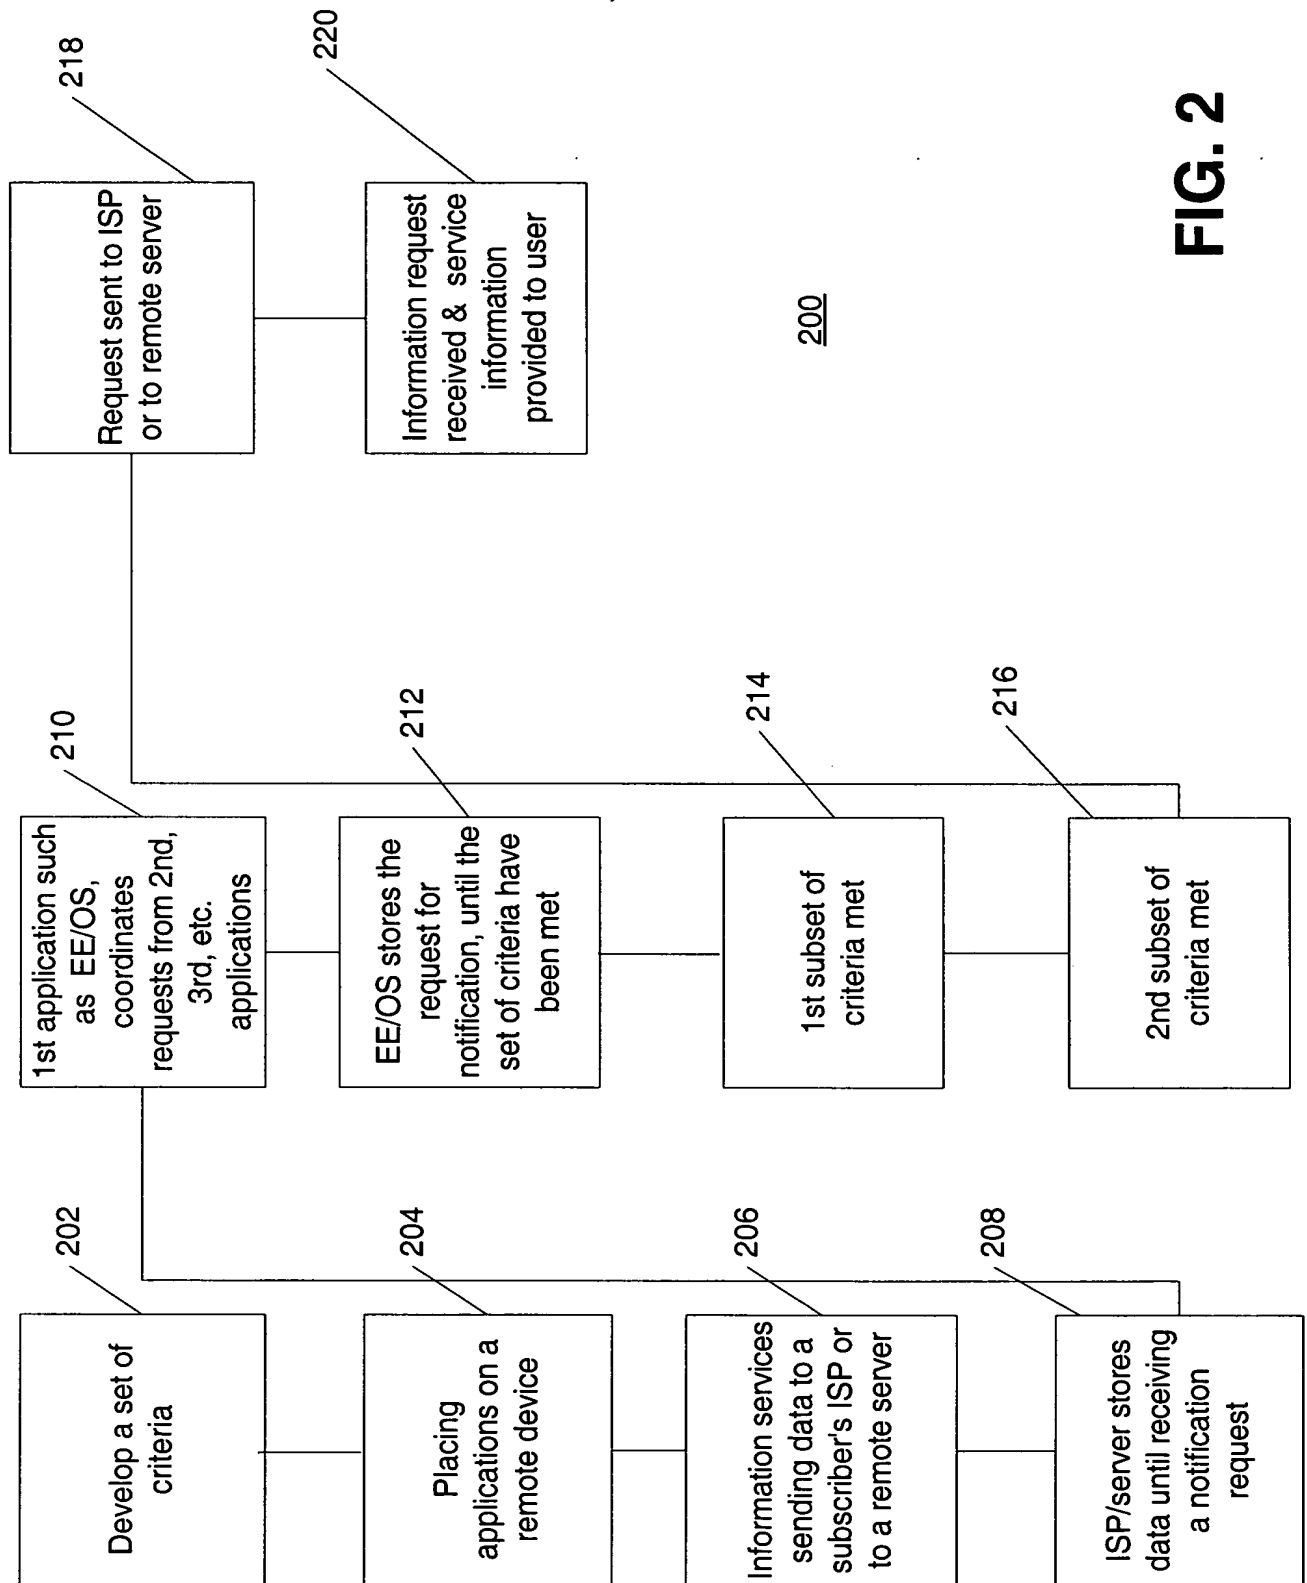 202
Develop a set of
criteria
204
Placing
applications on a
remote device
206
Information services
sending data to a
subscriber's ISP or
to a remote server
208
ISP/server stores
data until receiving
a notification
request
210
1st application such
as EE/OS,
coordinates
requests from 2nd,
3rd, etc.
applications
212
EE/OS stores the
request for
notification, until the
set of criteria have
been met
214
1st subset of
criteria met
216
2nd subset of
criteria met
218
Request sent to ISP
or to remote server
220
Information request
received & service
information
provided to user
200
FIG. 2